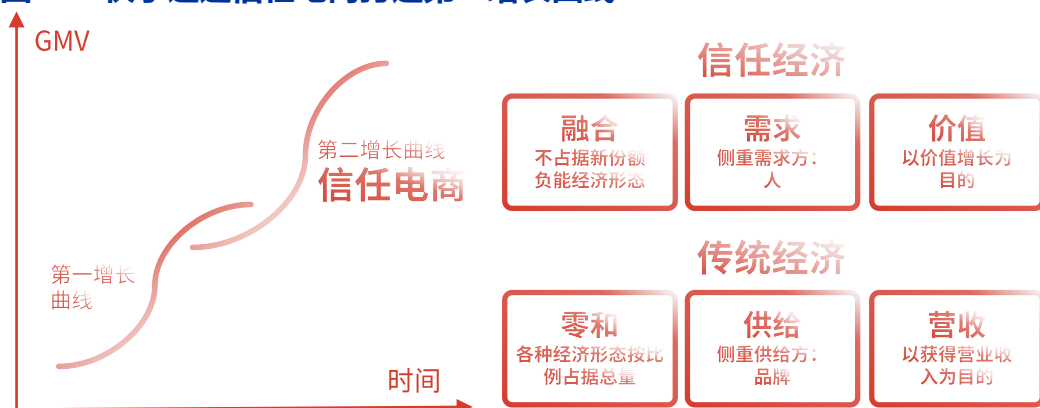 GMV
第二增长曲线
信任电商
第一增长
曲线
时间
信任经济
融合
不占据新份额
负能经济形态
需求
侧重需求方：
人
价值
以价值增长为
目的
传统经济
零和
各种经济形态按比
例占据总量
供给
侧重供给方：
品牌
营收
以获得营业收
入为目的